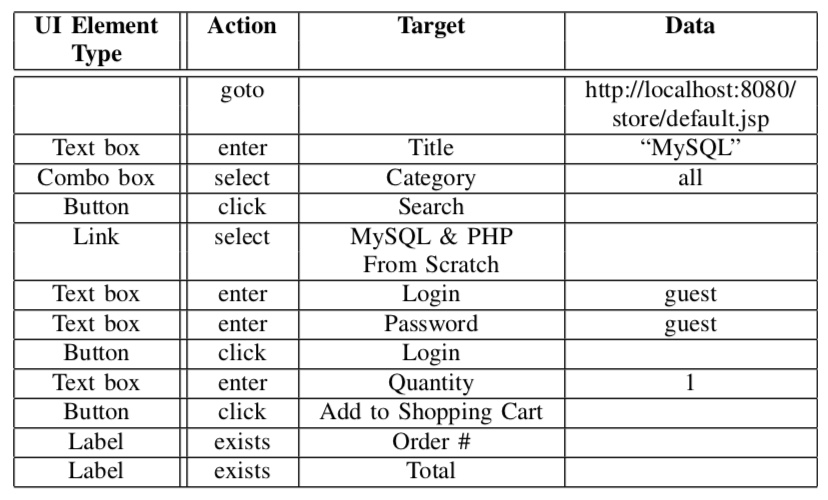 UI Element Type Action Target Data
goto http://localhost:8080/
store/default.jsp
Text box enter Title “MySQL”
Combo box select Category all
Button click Search
Link select MySQL & PHP
From Scratch
Text box enter Login guest
Text box enter Password guest
Button click Login
Text box enter Quantity 1
Button click Add to Shopping Cart
Label exists Order #
Label exists Total